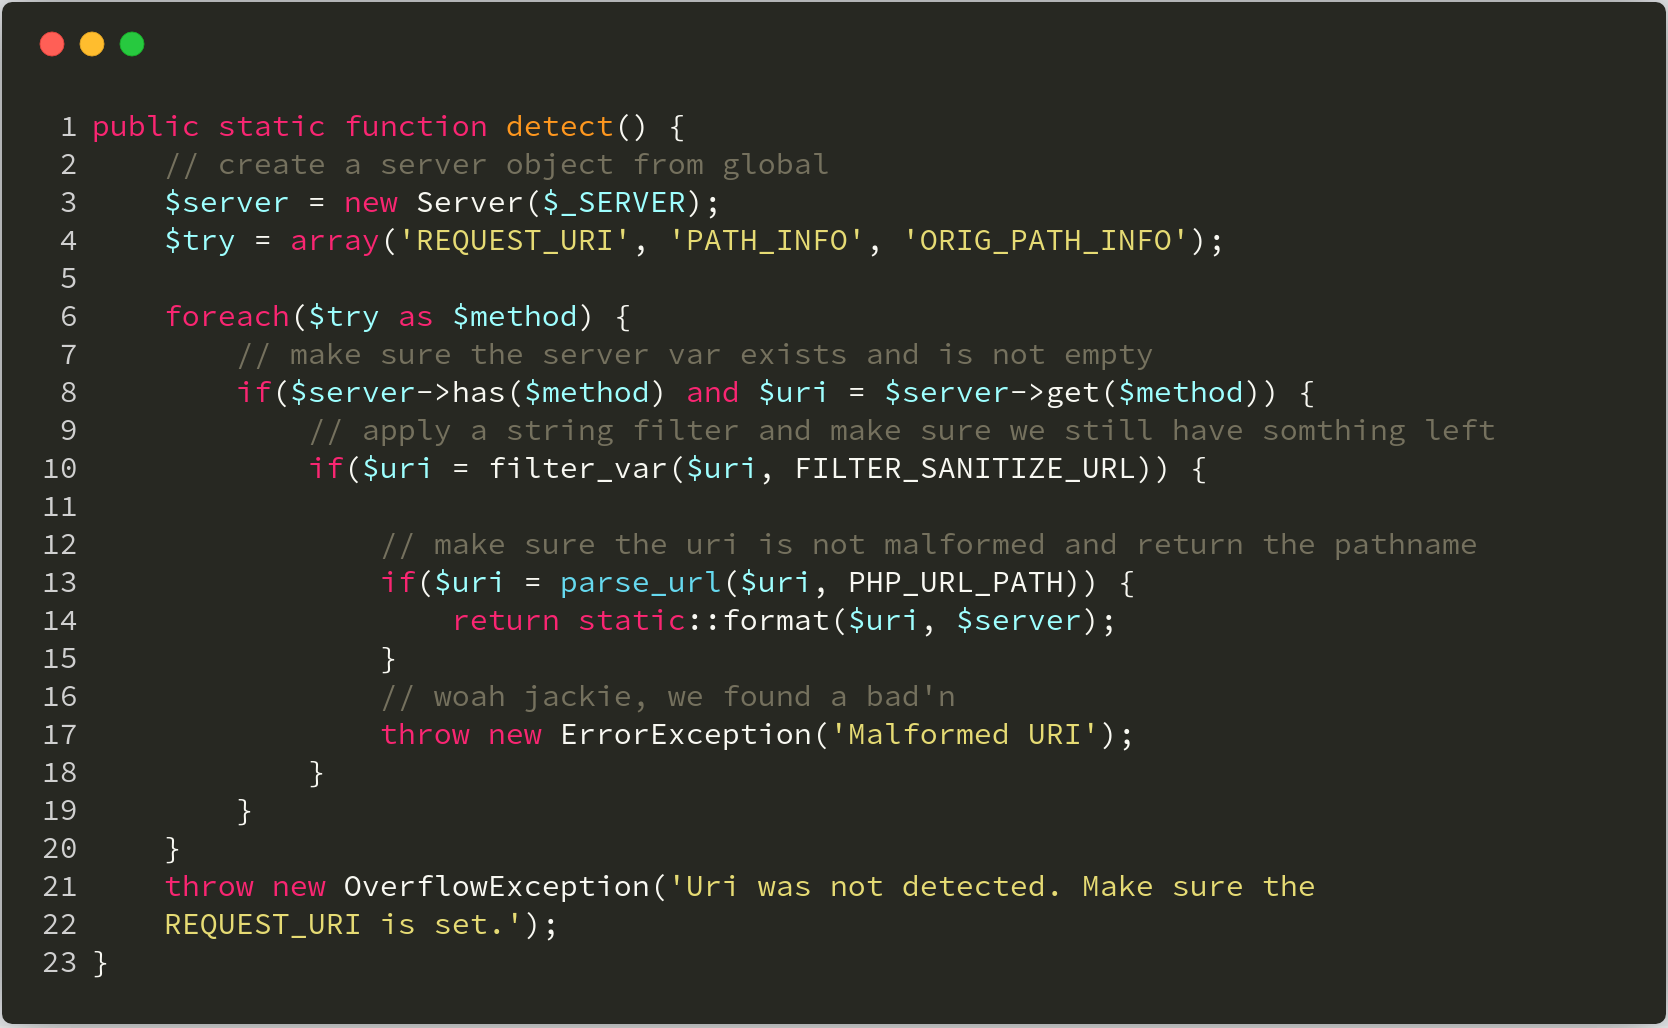 1 public static function detect() {
2     // create a server object from global
3     $server = new Server($_SERVER);
4     $try = array('REQUEST_URI', 'PATH_INFO', 'ORIG_PATH_INFO');
5
6     foreach($try as $method) {
7         // make sure the server var exists and is not empty
8         if($server->has($method) and $uri = $server->get($method)) {
9             // apply a string filter and make sure we still have somthing left
10             if($uri = filter_var($uri, FILTER_SANITIZE_URL)) {
11
12                 // make sure the uri is not malformed and return the pathname
13                 if($uri = parse_url($uri, PHP_URL_PATH)) {
14                     return static::format($uri, $server);
15                 }
16                 // woah jackie, we found a bad'n
17                 throw new ErrorException('Malformed URI');
18             }
19         }
20     }
21     throw new OverflowException('Uri was not detected. Make sure the
22     REQUEST_URI is set.');
23 }